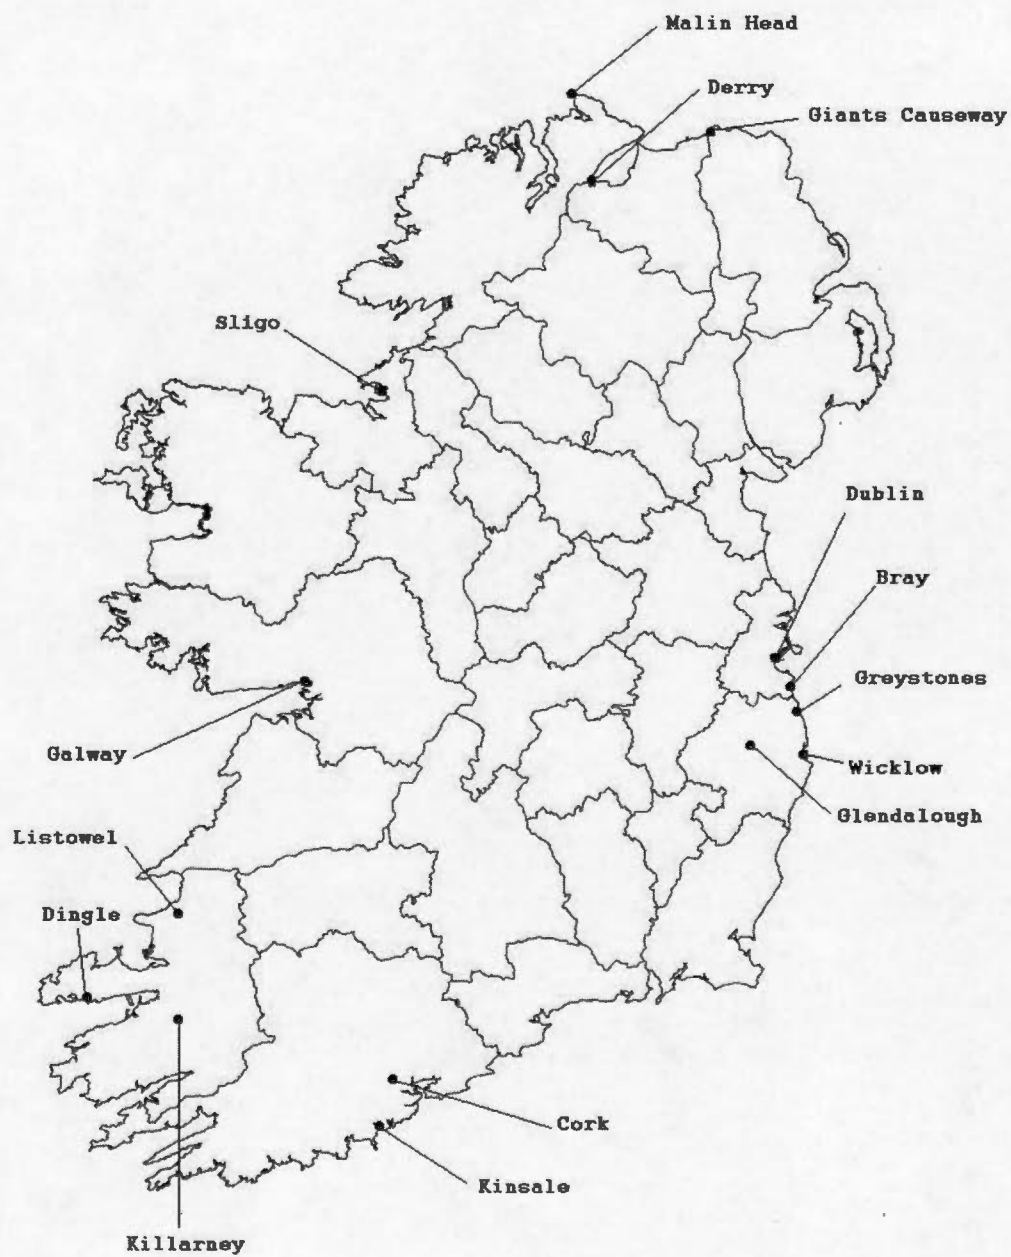 Malin Head
Derry
Giants Causeway
Sligo
Dublin
Bray
Greystones
Galway
Wicklow
Glendalough
Listowel
Dingle
Cork
Kinsale
Killarney